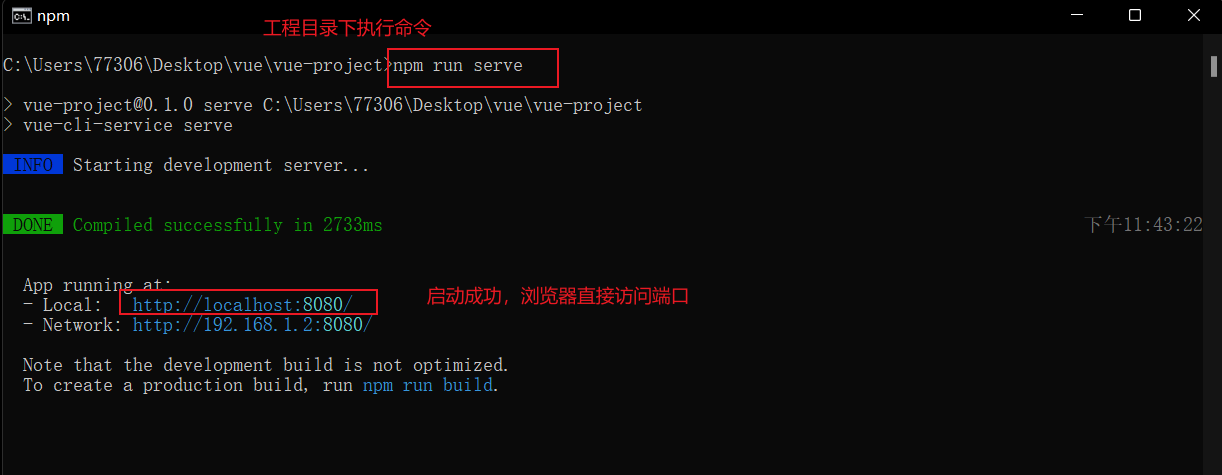 npm
工程目录下执行命令
C:\Users\77306\Desktop\vue\vue-project>npm run serve
> vue-project@0.1.0 serve C:\Users\77306\Desktop\vue\vue-project
> vue-cli-service serve
INFO Starting development server...
DONE Compiled successfully in 2733ms 下午11:43:22
App running at:
- Local: http://localhost:8080/ 启动成功，浏览器直接访问端口
- Network: http://192.168.1.2:8080/
Note that the development build is not optimized.
To create a production build, run npm run build.